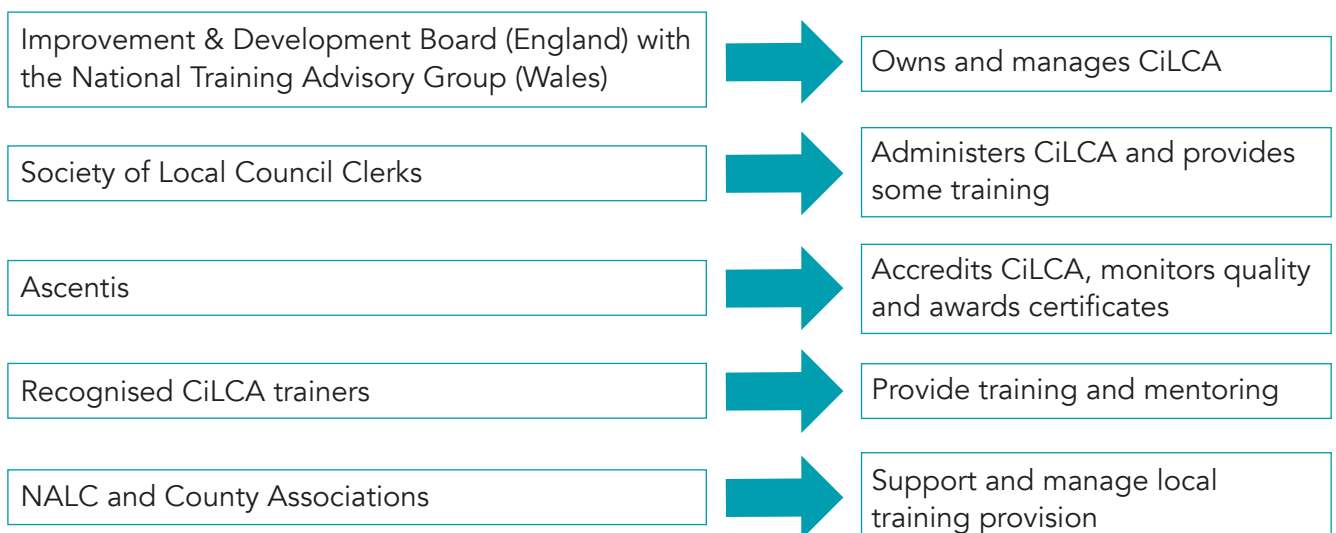 Improvement & Development Board (England) with
the National Training Advisory Group (Wales)
Owns and manages CiLCA
Society of Local Council Clerks
Administers CiLCA and provides
some training
Ascentis
Accredits CiLCA, monitors quality
and awards certificates
Recognised CiLCA trainers
Provide training and mentoring
NALC and County Associations
Support and manage local
training provision